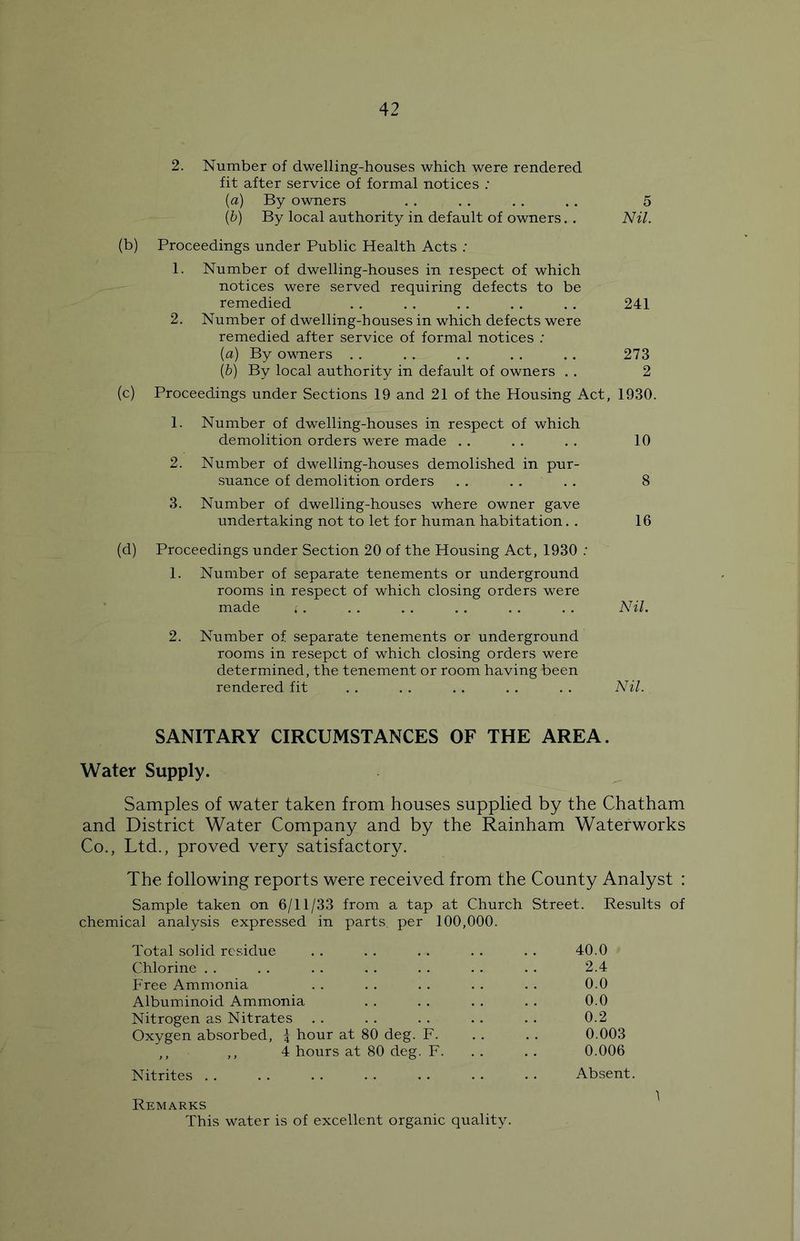 42
2. Number of dwelling-houses which were rendered
fit after service of formal notices :
(a) By owners . . . . . . . . 5
(b) By local authority in default of owners. . Nil.
(b) Proceedings under Public Health Acts :
1. Number of dwelling-houses in respect of which
notices were served requiring defects to be
remedied . . . . . . . . . . 241
2. Number of dwelling-houses in which defects were
remedied after service of formal notices :
(a) By owners . . . . . . . . . . 273
(b) By local authority in default of owners . . 2
(c) Proceedings under Sections 19 and 21 of the Housing Act, 1930.
1. Number of dwelling-houses in respect of which
demolition orders were made . . . . . . 10
2. Number of dwelling-houses demolished in pur-
suance of demolition orders . . . . . . 8
3. Number of dwelling-houses where owner gave
undertaking not to let for human habitation. . 16
(d) Proceedings under Section 20 of the Housing Act, 1930 :
1. Number of separate tenements or underground
rooms in respect of which closing orders were
made . . . . . . . . . . . . Nil.
2. Number of separate tenements or underground
rooms in resepct of which closing orders were
determined, the tenement or room having been
rendered fit . . . . . . . . . . Nil.
SANITARY CIRCUMSTANCES OF THE AREA.
Water Supply.
Samples of water taken from houses supplied by the Chatham
and District Water Company and by the Rainham Waterworks
Co., Ltd., proved very satisfactory.
The following reports were received from the County Analyst :
Sample taken on 6/11/33 from a tap at Church Street. Results of
chemical analysis expressed in parts per 100,000.
Total solid residue . . . . . . . . . . 40.0
Chlorine . . . . . . . . . . . . . . 2.4
Free Ammonia . . . . . . . . . . 0.0
Albuminoid Ammonia . . . . . . . . 0.0
Nitrogen as Nitrates . . . . . . . . . . 0.2
Oxygen absorbed, ¼ hour at 80 deg. F. . . . . 0.003
,, ,, 4 hours at 80 deg. F. . . . . 0.006
Nitrites . . . . . . . . . . . . . . Absent.
Remarks
This water is of excellent organic quality.